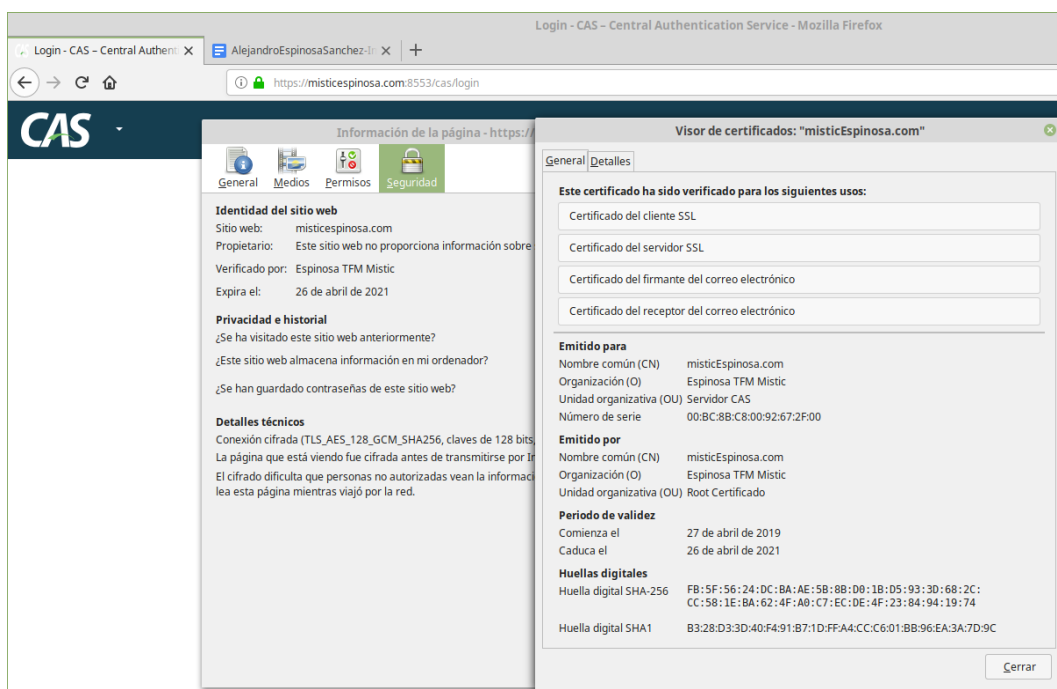 Login - CAS – Central Authentication Service - Mozilla Firefox
Login - CAS – Central Authent
AlejandroEspinosaSanchez-In
https://misticespinosa.com:8553/cas/login
CAS
Información de la página - https://
General Medios Permisos Seguridad
Identidad del sitio web
Sitio web: misticespinosa.com
Propietario: Este sitio web no proporciona información sobre
Verificado por: Espinosa TFM Mistic
Expira el: 26 de abril de 2021
Privacidad e historial
¿Se ha visitado este sitio web anteriormente?
¿Este sitio web almacena información en mi ordenador?
¿Se han guardado contraseñas de este sitio web?
Detalles técnicos
Conexión cifrada (TLS_AES_128_GCM_SHA256, claves de 128 bits,
La página que está viendo fue cifrada antes de transmitirse por In
El cifrado dificulta que personas no autorizadas vean la informaci
lea esta página mientras viajó por la red.
Visor de certificados: "misticEspinosa.com"
General Detalles
Este certificado ha sido verificado para los siguientes usos:
Certificado del cliente SSL
Certificado del servidor SSL
Certificado del firmante del correo electrónico
Certificado del receptor del correo electrónico
Emitido para
Nombre común (CN) misticEspinosa.com
Organización (O) Espinosa TFM Mistic
Unidad organizativa (OU) Servidor CAS
Número de serie 00:BC:8B:C8:00:92:67:2F:00
Emitido por
Nombre común (CN) misticEspinosa.com
Organización (O) Espinosa TFM Mistic
Unidad organizativa (OU) Root Certificado
Periodo de validez
Comienza el 27 de abril de 2019
Caduca el 26 de abril de 2021
Huellas digitales
Huella digital SHA-256 FB:5F:56:24:DC:BA:AE:5B:8B:D0:1B:D5:93:3D:68:2C:
CC:58:1E:BA:62:4F:A0:C7:EC:DE:4F:23:84:94:19:74
Huella digital SHA1 B3:28:D3:3D:40:F4:91:B7:1D:FF:A4:CC:C6:01:BB:96:EA:3A:7D:9C
Cerrar